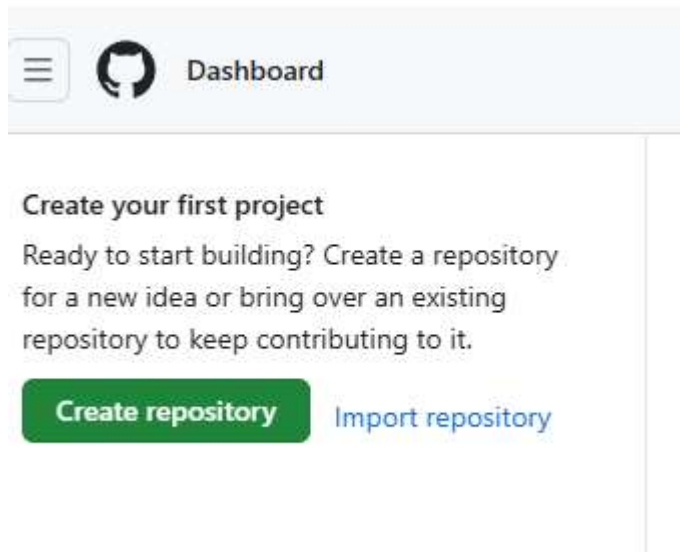 Dashboard
Create your first project
Ready to start building? Create a repository
for a new idea or bring over an existing
repository to keep contributing to it.
Create repository
Import repository